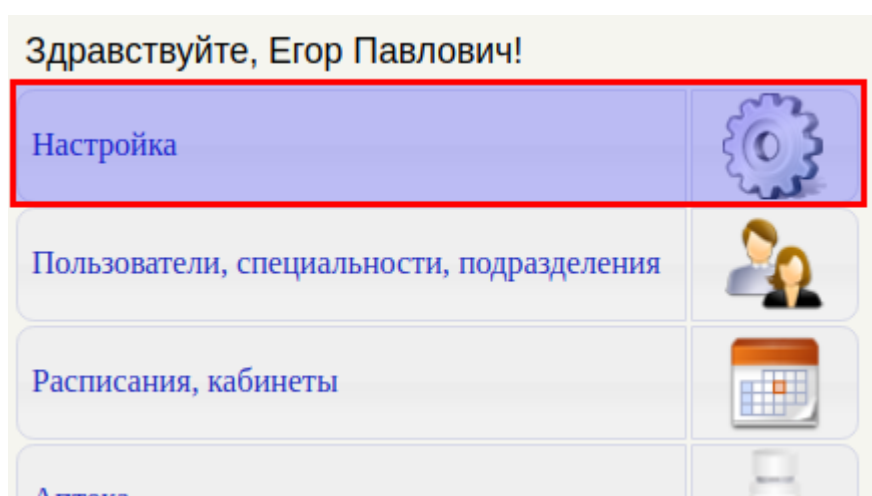 Здравствуйте, Егор Павлович!
Настройка
Пользователи, специальности, подразделения
Расписания, кабинеты